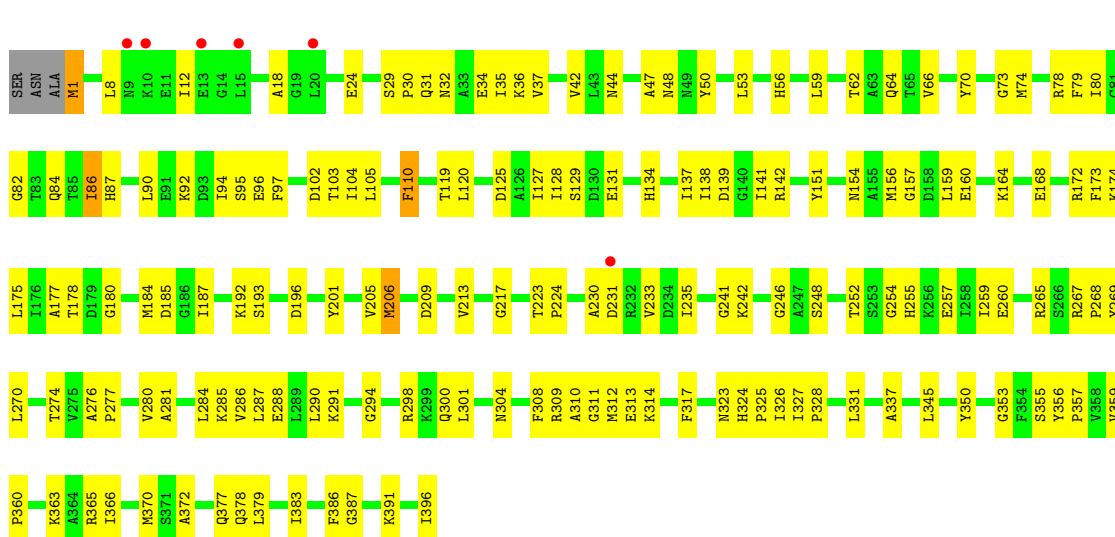 SER ASN ALA M1 L8 N9 K10 E11 I12 E13 G14 L15 A18 G19 L20 E24 S29 P30 Q31 N32 A33 E34 I35 K36 V37 V42 L43 N44 A47 N48 N49 Y50 L53 H56 L59 T62 A63 Q64 T65 V66 Y70 G73 M74 R78 F79 I80 G81
G82 T83 Q84 T85 I86 H87 L90 E91 K92 D93 I94 S95 E96 F97 D102 T103 I104 L105 F110 T119 L120 D125 A126 I127 I128 S129 D130 E131 H134 I137 I138 D139 G140 I141 R142 Y151 N154 A155 M156 G157 D158 L159 E160 K164 E168 R172 F173 K174
L175 I176 A177 T178 D179 G180 M184 D185 G186 I187 K192 S193 D196 Y201 V205 M206 D209 V213 G217 T223 P224 A230 D231 R232 V233 D234 I235 G241 K242 G246 A247 S248 T252 S253 G254 H255 K256 E257 I258 I259 E260 R265 S266 R267 P268 Y269
L270 T274 V275 A276 P277 V280 A281 L284 K285 V286 L287 E288 L289 L290 K291 G294 R298 K299 Q300 L301 N304 F308 R309 A310 G311 M312 E313 K314 F317 N323 H324 P325 I326 I327 P328 L331 A337 L345 Y350 G353 F354 S355 Y356 P357 V358 V359
P360 K363 A364 R365 I366 M370 S371 A372 Q377 Q378 L379 I383 F386 G387 K391 I396